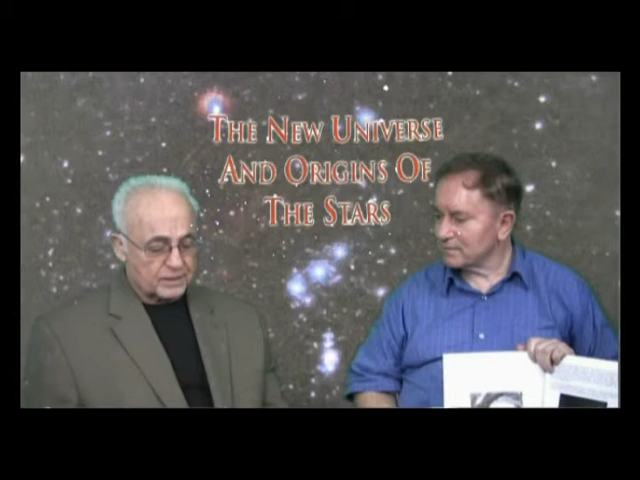 THE NEW UNIVERSE
AND ORIGINS OF
THE STARS